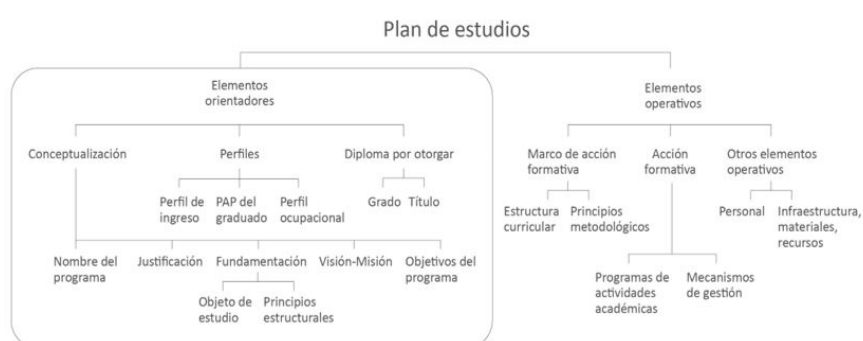 Plan de estudios
Elementos
orientadores
Elementos
operativos
Conceptualización
Perfiles
Diploma por otorgar
Marco de acción
formativa
Acción
formativa
Otros elementos
operativos
Perfil de
ingreso
PAP del
graduado
Perfil
ocupacional
Grado
Título
Estructura
curricular
Principios
metodológicos
Personal
Infraestructura,
materiales,
recursos
Nombre del
programa
Justificación
Fundamentación
Visión-Misión
Objetivos del
programa
Programas de
actividades
académicas
Mecanismos
de gestión
Objeto de
estudio
Principios
estructurales